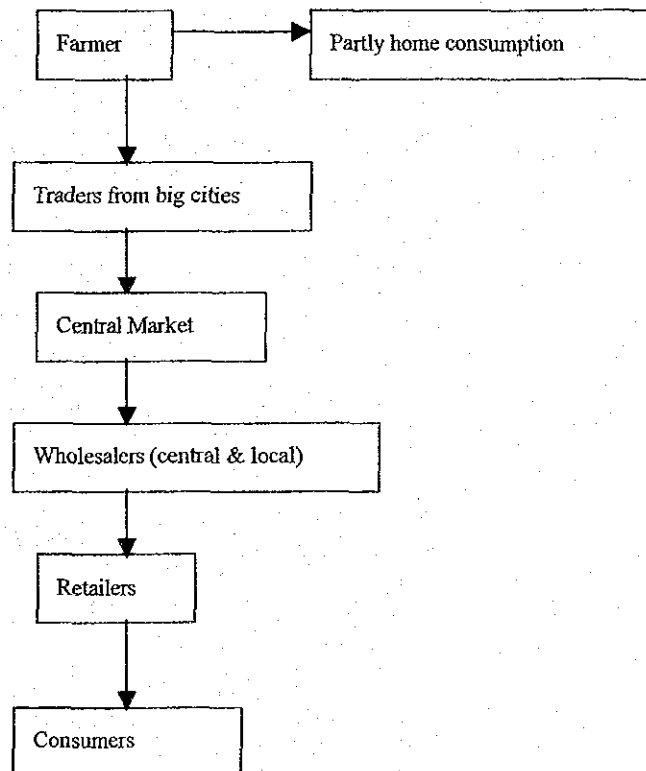 Farmer
Partly home consumption
Traders from big cities
Central Market
Wholesalers (central & local)
Retailers
Consumers